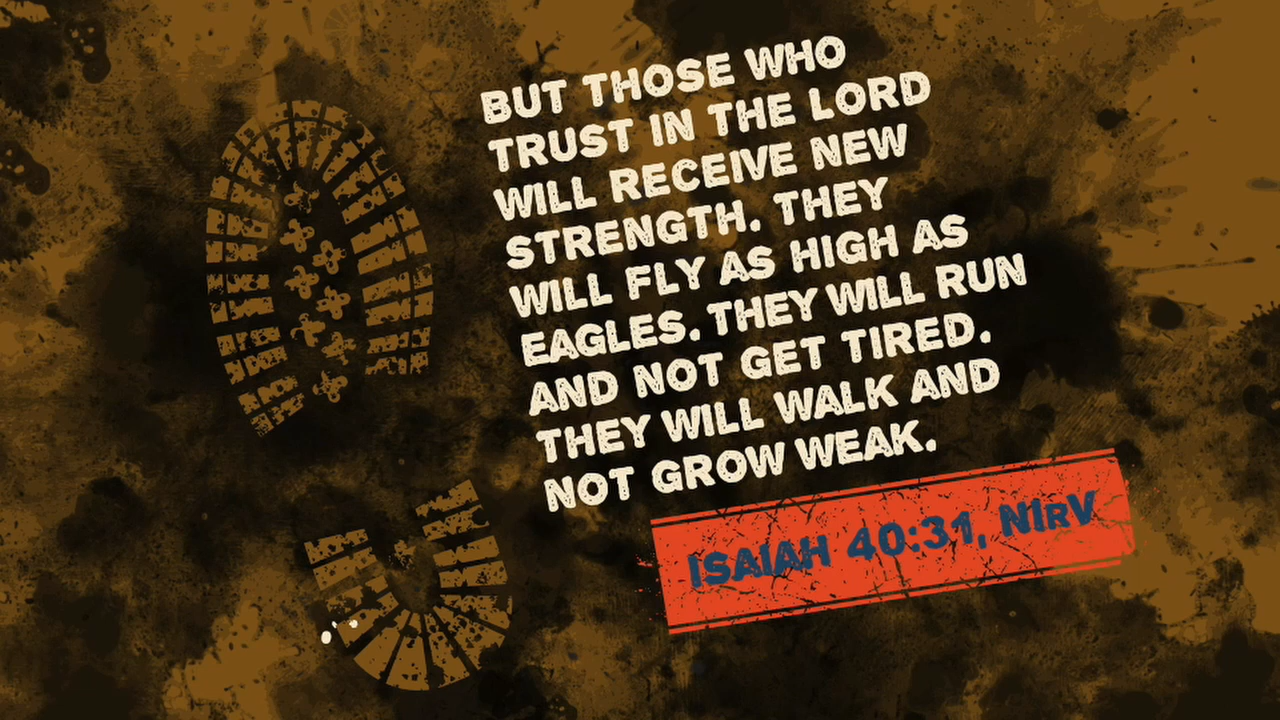 BUT THOSE WHO
TRUST IN THE LORD
WILL RECEIVE NEW
STRENGTH. THEY
WILL FLY AS HIGH AS
EAGLES. THEY WILL RUN
AND NOT GET TIRED.
THEY WILL WALK AND
NOT GROW WEAK.
ISAIAH 40:31, NIrV